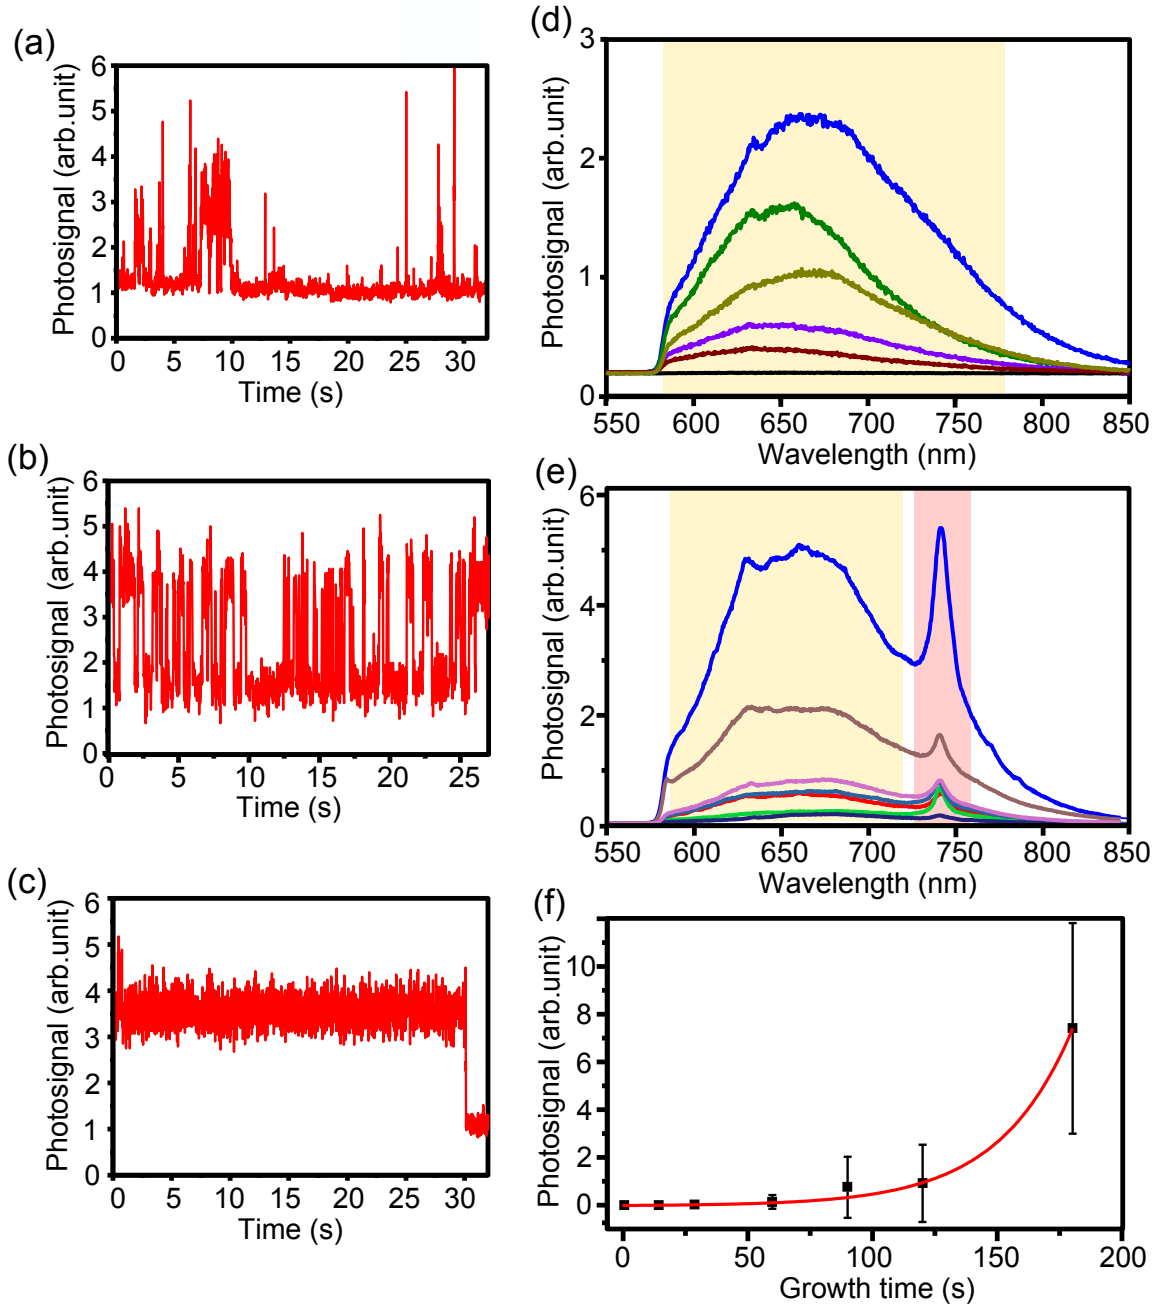 (a)
Photosignal (arb.unit)
6
5
4
3
2
1
0
0 5 10 15 20 25 30
Time (s)
(b)
Photosignal (arb.unit)
6
5
4
3
2
1
0
0 5 10 15 20 25
Time (s)
(c)
Photosignal (arb.unit)
6
5
4
3
2
1
0
0 5 10 15 20 25 30
Time (s)
(d)
Photosignal (arb.unit)
3
2
1
0
550 600 650 700 750 800 850
Wavelength (nm)
(e)
Photosignal (arb.unit)
6
4
2
0
550 600 650 700 750 800 850
Wavelength (nm)
(f)
Photosignal (arb.unit)
10
8
6
4
2
0
0 50 100 150 200
Growth time (s)